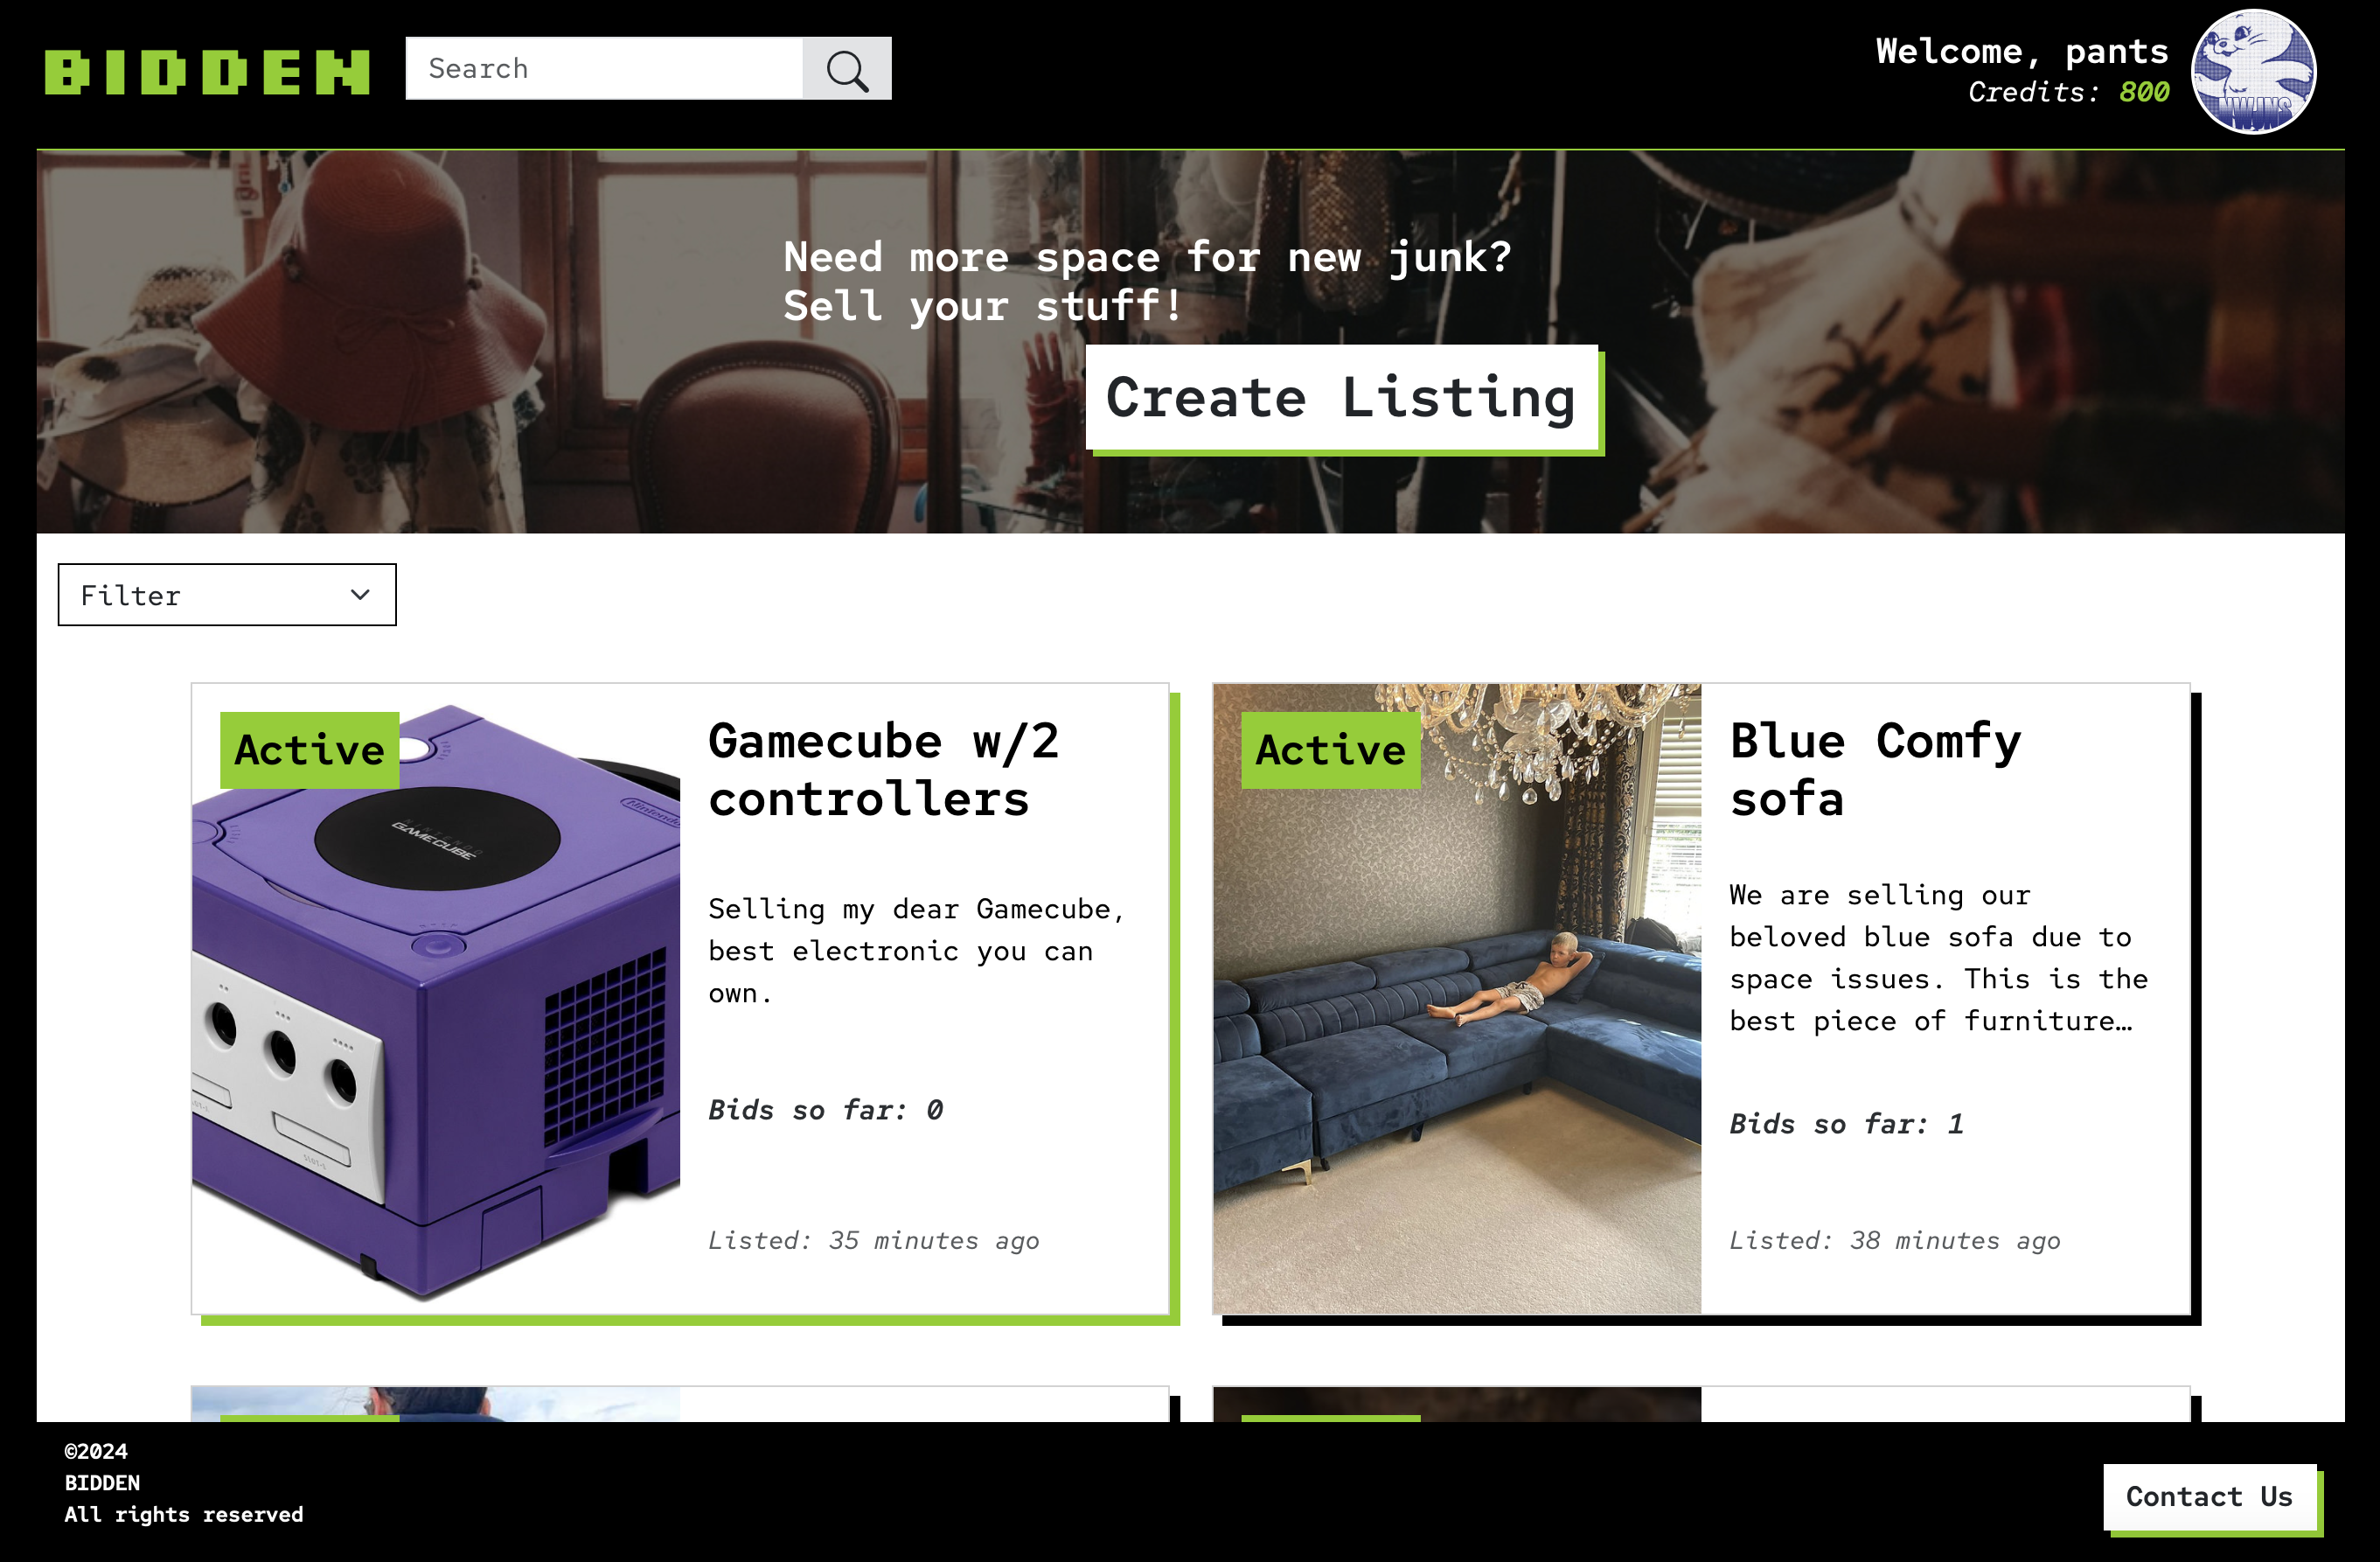 BIDDEN
Search
Welcome, pants
Credits: 800
NWJNS
Need more space for new junk?
Sell your stuff!
Create Listing
Filter
Active
Nintendo
NINTENDO
GAMECUBE
Gamecube w/2
controllers
Selling my dear Gamecube,
best electronic you can
own.
Bids so far: 0
Listed: 35 minutes ago
Active
Blue Comfy
sofa
We are selling our
beloved blue sofa due to
space issues. This is the
best piece of furniture…
Bids so far: 1
Listed: 38 minutes ago
©2024
BIDDEN
All rights reserved
Contact Us